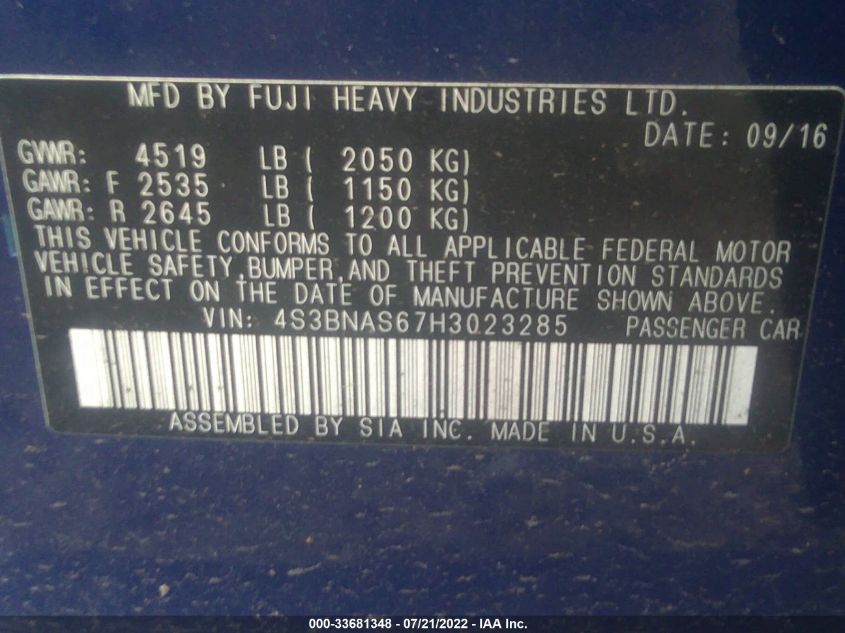 MFD BY FUJI HEAVY INDUSTRIES LTD.
DATE: 09/16
GVWR: 4519 LB ( 2050 KG)
GAWR: F 2535 LB ( 1150 KG)
GAWR: R 2645 LB ( 1200 KG)
THIS VEHICLE CONFORMS TO ALL APPLICABLE FEDERAL MOTOR
VEHICLE SAFETY, BUMPER, AND THEFT PREVENTION STANDARDS
IN EFFECT ON THE DATE OF MANUFACTURE SHOWN ABOVE.
VIN: 4S3BNAS67H3023285 PASSENGER CAR
ASSEMBLED BY SIA INC. MADE IN U.S.A.
000-33681348 - 07/21/2022 - IAA Inc.